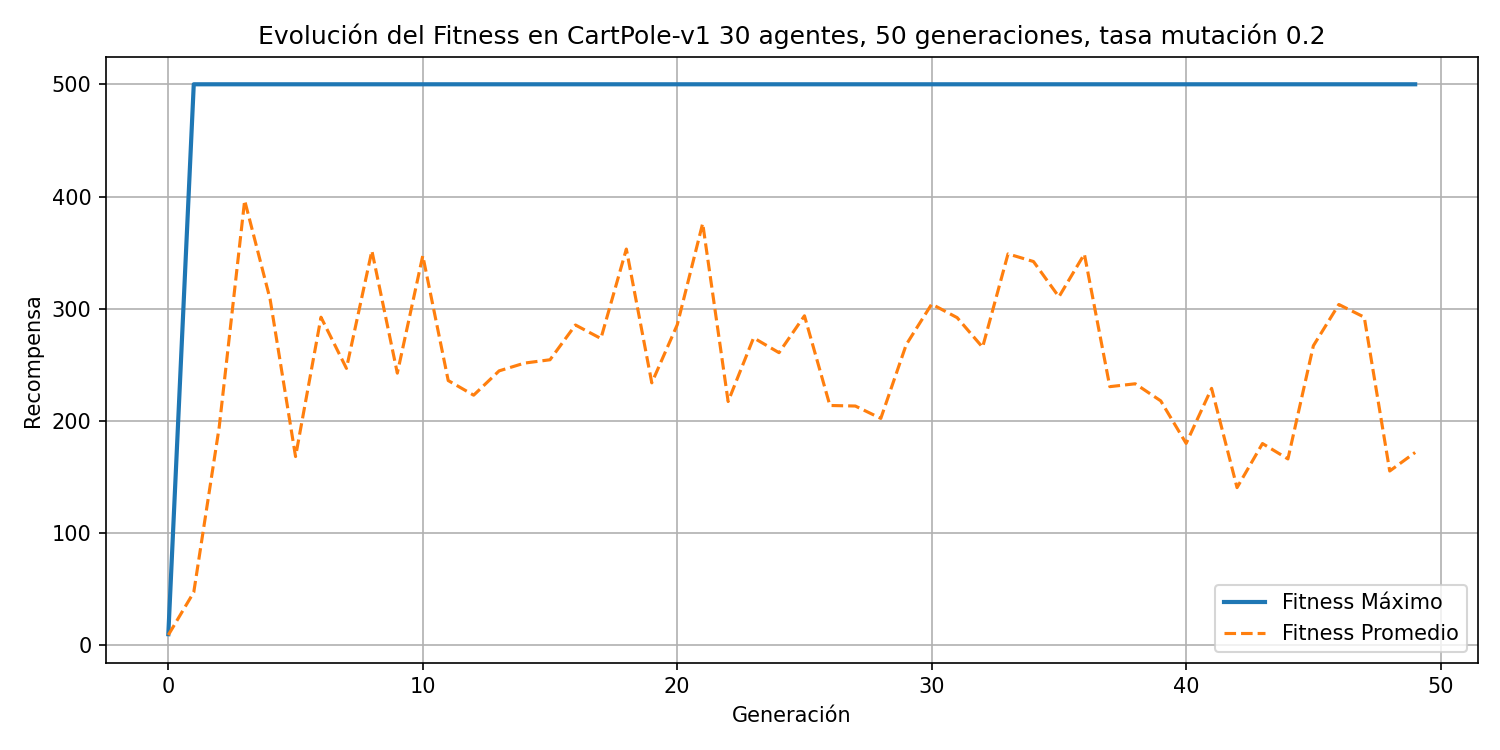 Evolución del Fitness en CartPole-v1 30 agentes, 50 generaciones, tasa mutación 0.2
Recompensa
500
400
300
200
100
0
0 10 20 30 40 50
Generación
Fitness Máximo
Fitness Promedio